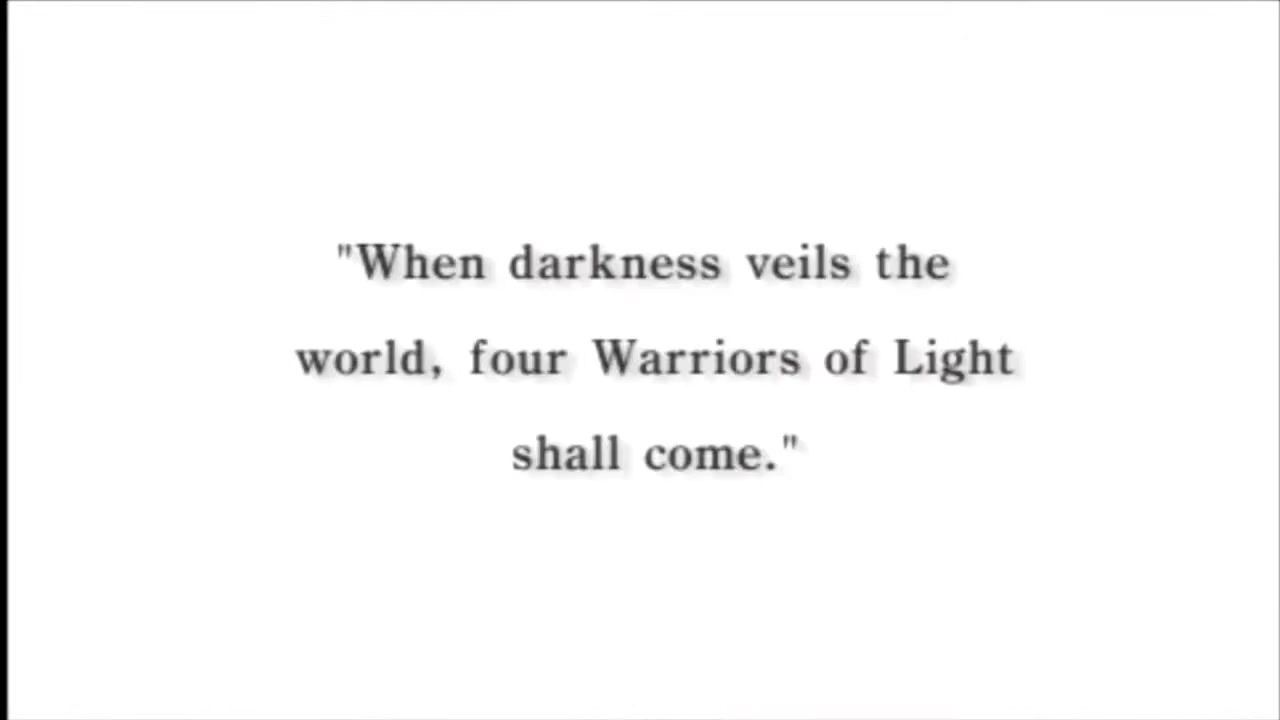 "When darkness veils the
world, four Warriors of Light
shall come."